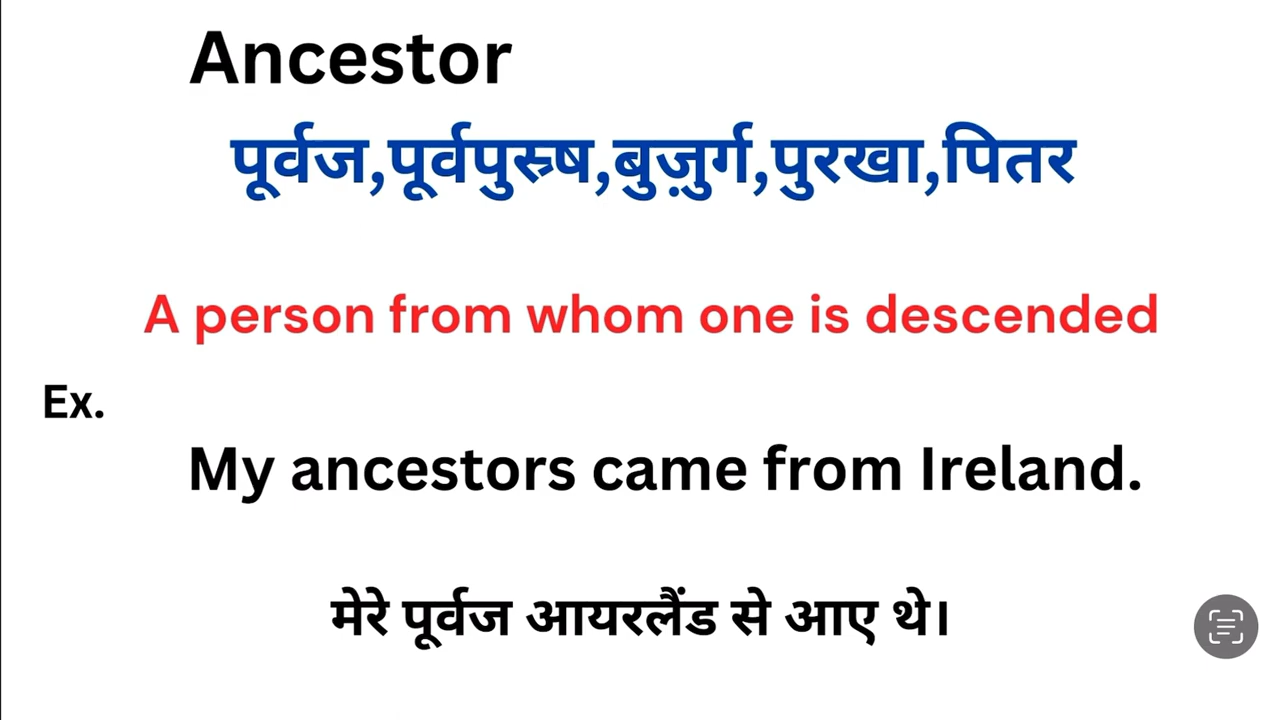 Ancestor
पूर्वज,पूर्वपुरुष,बुज़ुर्ग,पुरखा,पितर
A person from whom one is descended
Ex.
My ancestors came from Ireland.
मेरे पूर्वज आयरलैंड से आए थे।